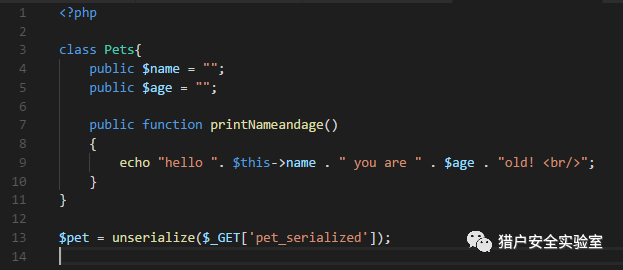 1 <?php
2
3 class Pets{
4     public $name = "";
5     public $age = "";
6
7     public function printNameandage()
8     {
9         echo "hello ". $this->name . " you are " . $age . "old! <br/>";
10     }
11 }
12
13 $pet = unserialize($_GET['pet_serialized']);
14
猎户安全实验室